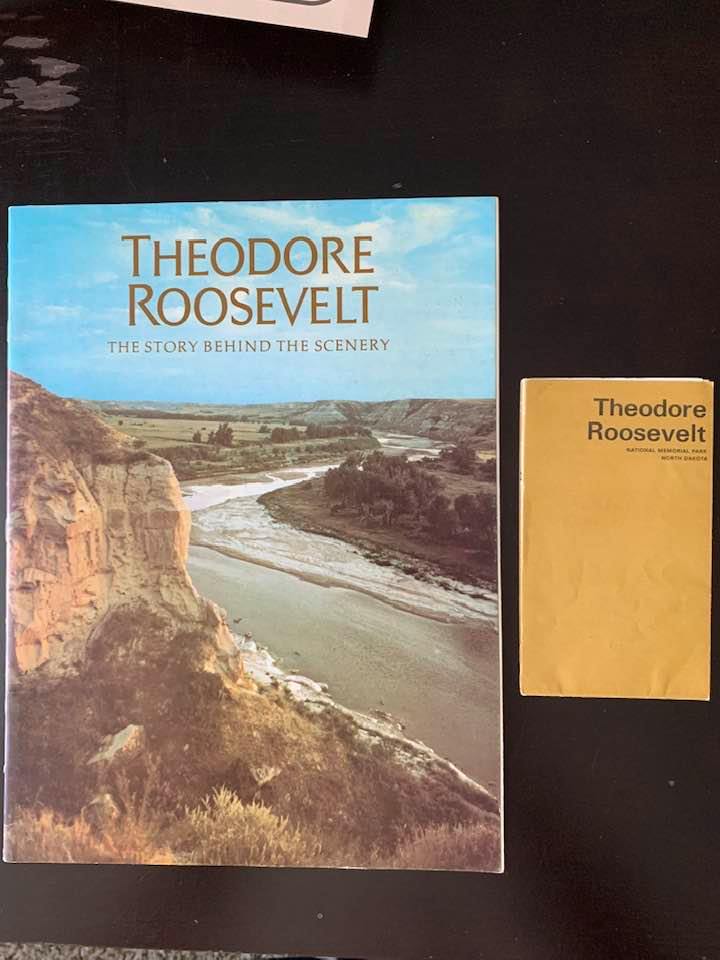 THEODORE
ROOSEVELT
THE STORY BEHIND THE SCENERY
Theodore
Roosevelt
NATIONAL MEMORIAL PARK
NORTH DAKOTA